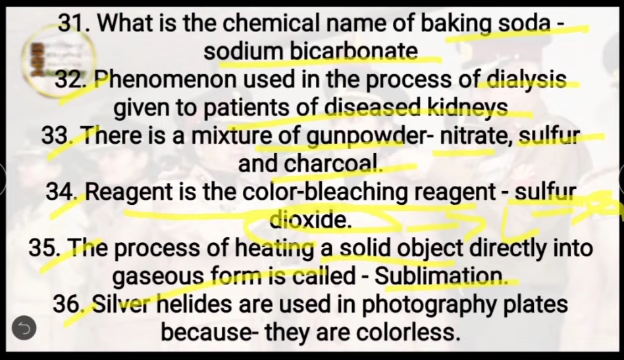 31. What is the chemical name of baking soda -
sodium bicarbonate
32. Phenomenon used in the process of dialysis
given to patients of diseased kidneys
33. There is a mixture of gunpowder- nitrate, sulfur
and charcoal.
34. Reagent is the color-bleaching reagent - sulfur
dioxide.
35. The process of heating a solid object directly into
gaseous form is called - Sublimation.
36. Silver helides are used in photography plates
because- they are colorless.